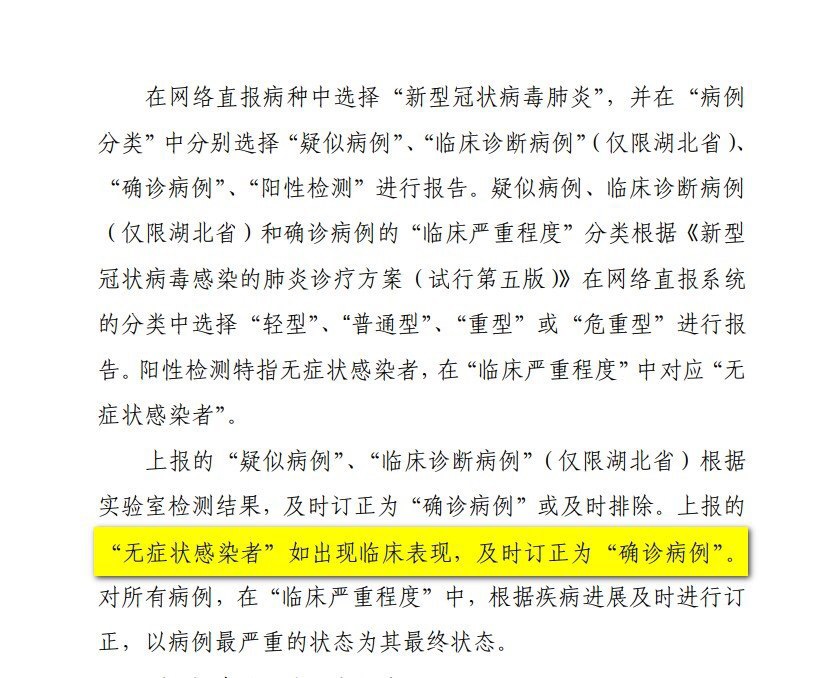 在网络直报病种中选择“新型冠状病毒肺炎”，并在“病例
分类”中分别选择“疑似病例”、“临床诊断病例”（仅限湖北省）、
“确诊病例”、“阳性检测”进行报告。疑似病例、临床诊断病例
（仅限湖北省）和确诊病例的“临床严重程度”分类根据《新型
冠状病毒感染的肺炎诊疗方案（试行第五版）》在网络直报系统
的分类中选择“轻型”、“普通型”、“重型”或“危重型”进行报
告。阳性检测特指无症状感染者，在“临床严重程度”中对应“无
症状感染者”。
上报的“疑似病例”、“临床诊断病例”（仅限湖北省）根据
实验室检测结果，及时订正为“确诊病例”或及时排除。上报的
“无症状感染者”如出现临床表现，及时订正为“确诊病例”。
对所有病例，在“临床严重程度”中，根据疾病进展及时进行订
正，以病例最严重的状态为其最终状态。